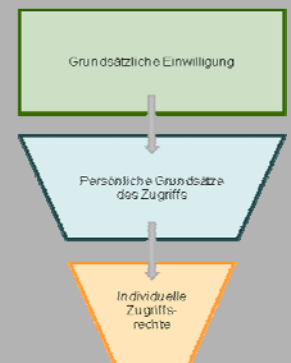 Grundsätzliche Einwilligung
Persönliche Grundsätze
des Zugriffs
Individuelle
Zugriffs-
rechte